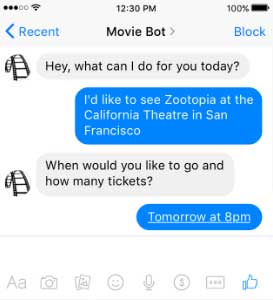 12:30 PM
100%
Recent
Movie Bot
Block
Hey, what can I do for you today?
I'd like to see Zootopia at the
California Theatre in San
Francisco
When would you like to go and
how many tickets?
Tomorrow at 8pm
Aa
$